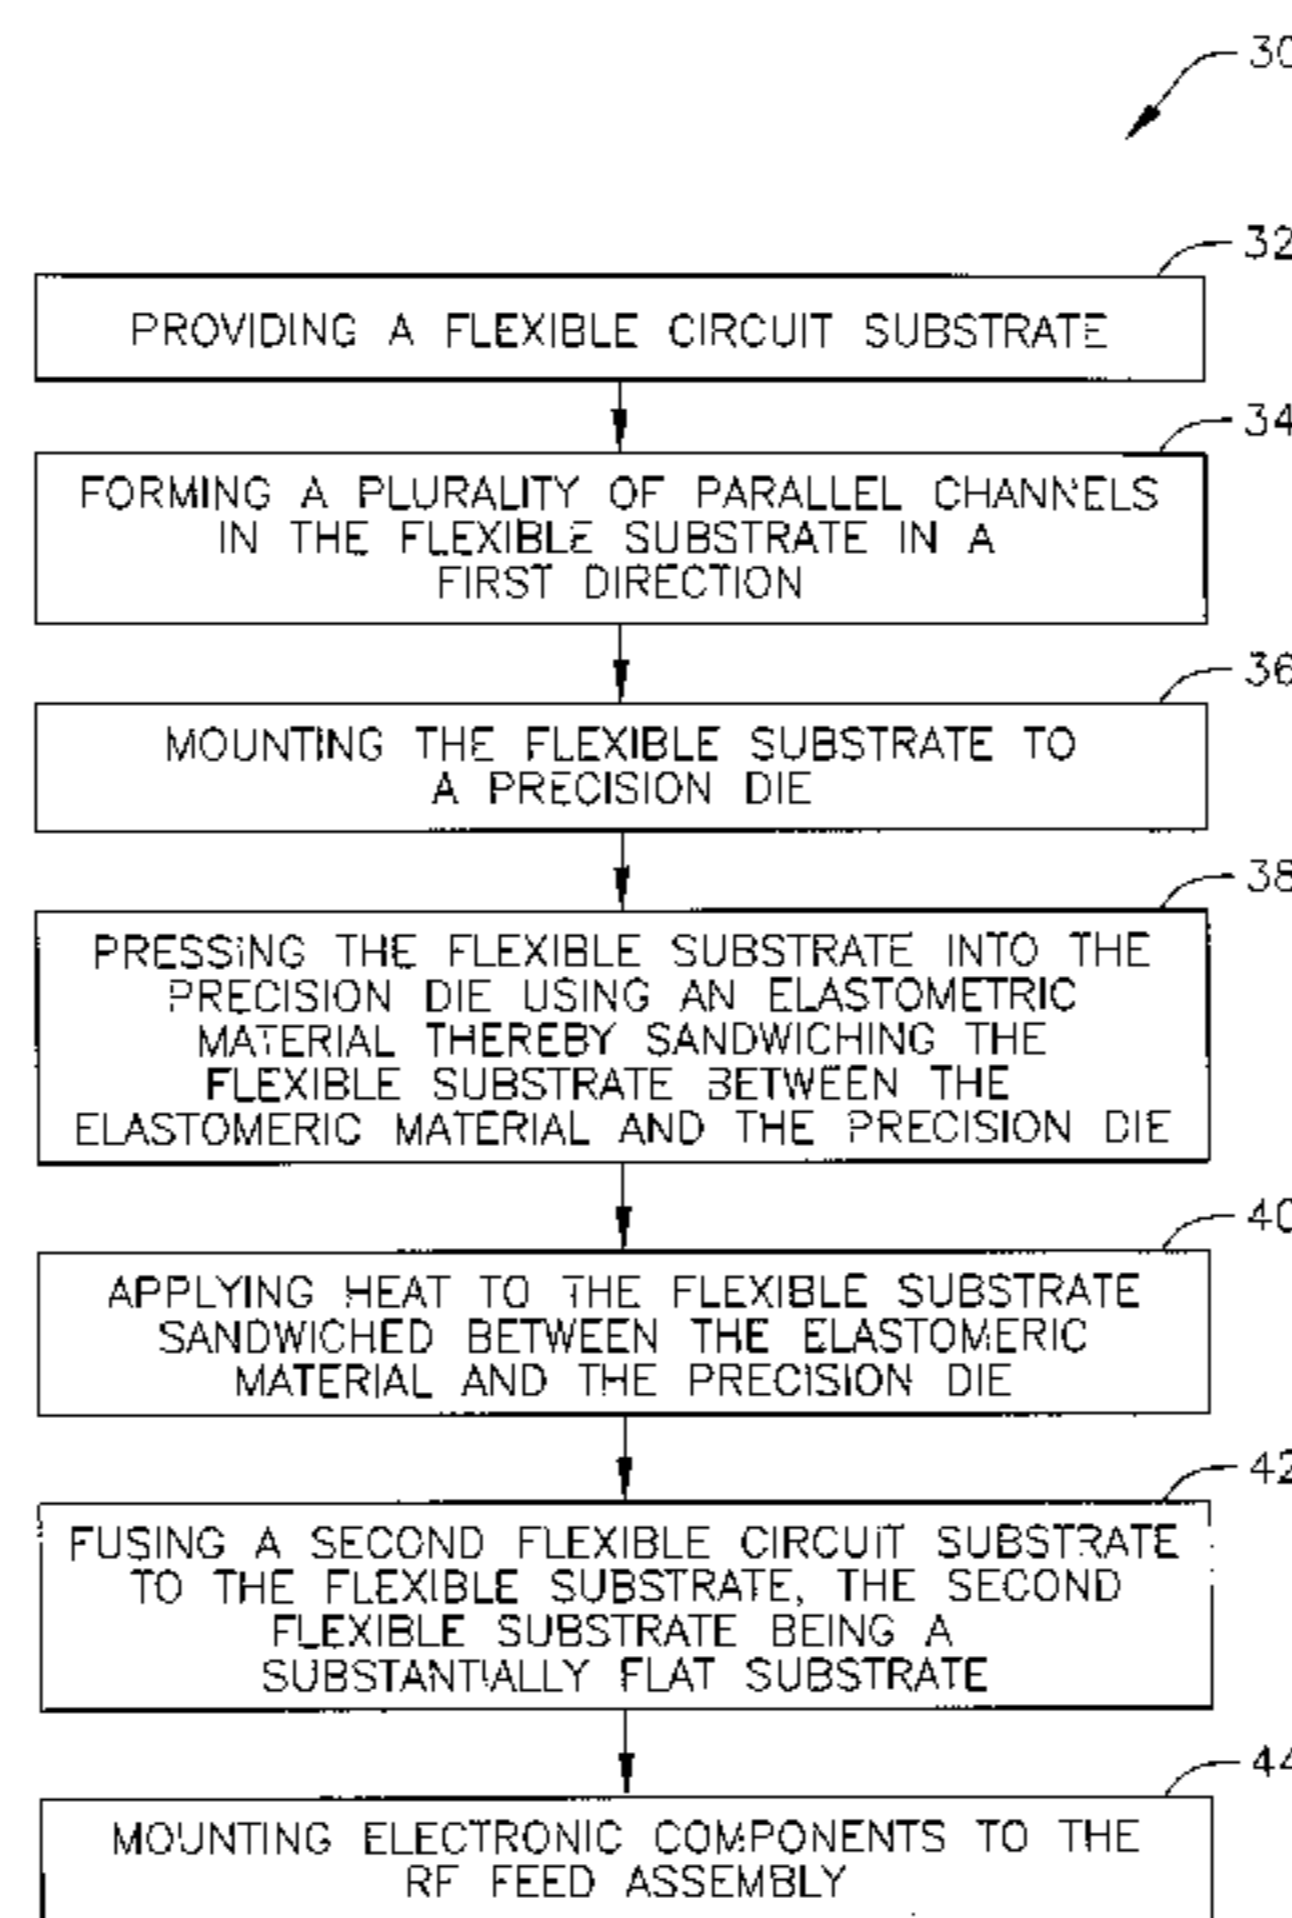 30
32
PROVIDING A FLEXIBLE CIRCUIT SUBSTRATE
34
FORMING A PLURALITY OF PARALLEL CHANNELS
IN THE FLEXIBLE SUBSTRATE IN A
FIRST DIRECTION
36
MOUNTING THE FLEXIBLE SUBSTRATE TO
A PRECISION DIE
38
PRESSING THE FLEXIBLE SUBSTRATE INTO THE
PRECISION DIE USING AN ELASTOMETRIC
MATERIAL THEREBY SANDWICHING THE
FLEXIBLE SUBSTRATE BETWEEN THE
ELASTOMERIC MATERIAL AND THE PRECISION DIE
40
APPLYING HEAT TO THE FLEXIBLE SUBSTRATE
SANDWICHED BETWEEN THE ELASTOMERIC
MATERIAL AND THE PRECISION DIE
42
FUSING A SECOND FLEXIBLE CIRCUIT SUBSTRATE
TO THE FLEXIBLE SUBSTRATE, THE SECOND
FLEXIBLE SUBSTRATE BEING A
SUBSTANTIALLY FLAT SUBSTRATE
44
MOUNTING ELECTRONIC COMPONENTS TO THE
RF FEED ASSEMBLY